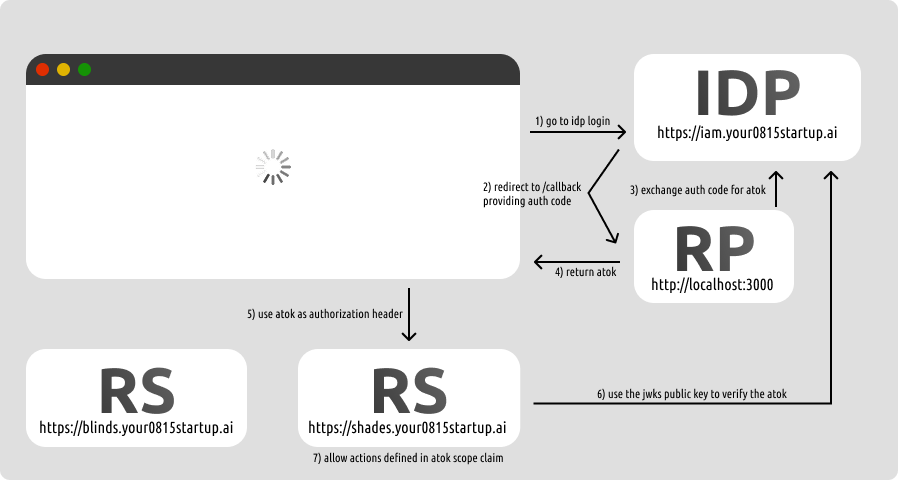 IDP
https://iam.your0815startup.ai
1) go to idp login
2) redirect to /callback
providing auth code
3) exchange auth code for atok
RP
http://localhost:3000
4) return atok
5) use atok as authorization header
RS
https://blinds.your0815startup.ai
RS
https://shades.your0815startup.ai
6) use the jwks public key to verify the atok
7) allow actions defined in atok scope claim